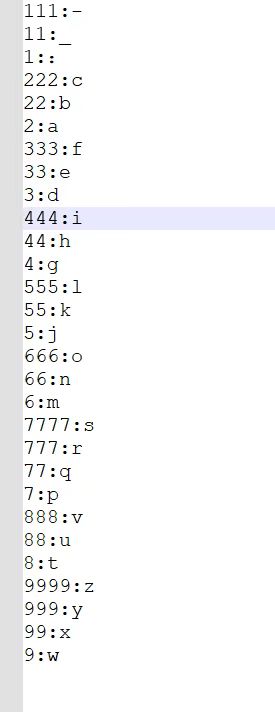 111:-
11:_
1::
222:c
22:b
2:a
333:f
33:e
3:d
444:i
44:h
4:g
555:l
55:k
5:j
666:o
66:n
6:m
7777:s
777:r
77:q
7:p
888:v
88:u
8:t
9999:z
999:y
99:x
9:w